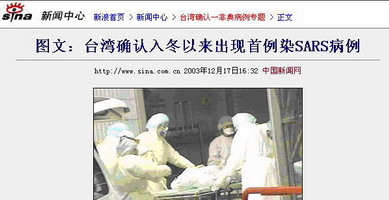 sina 新闻中心 新浪首页 > 新闻中心 > 台湾确认一非典病例专题 > 正文
图文：台湾确认入冬以来出现首例染SARS病例
http://www.sina.com.cn 2003年12月17日16:32 中国新闻网